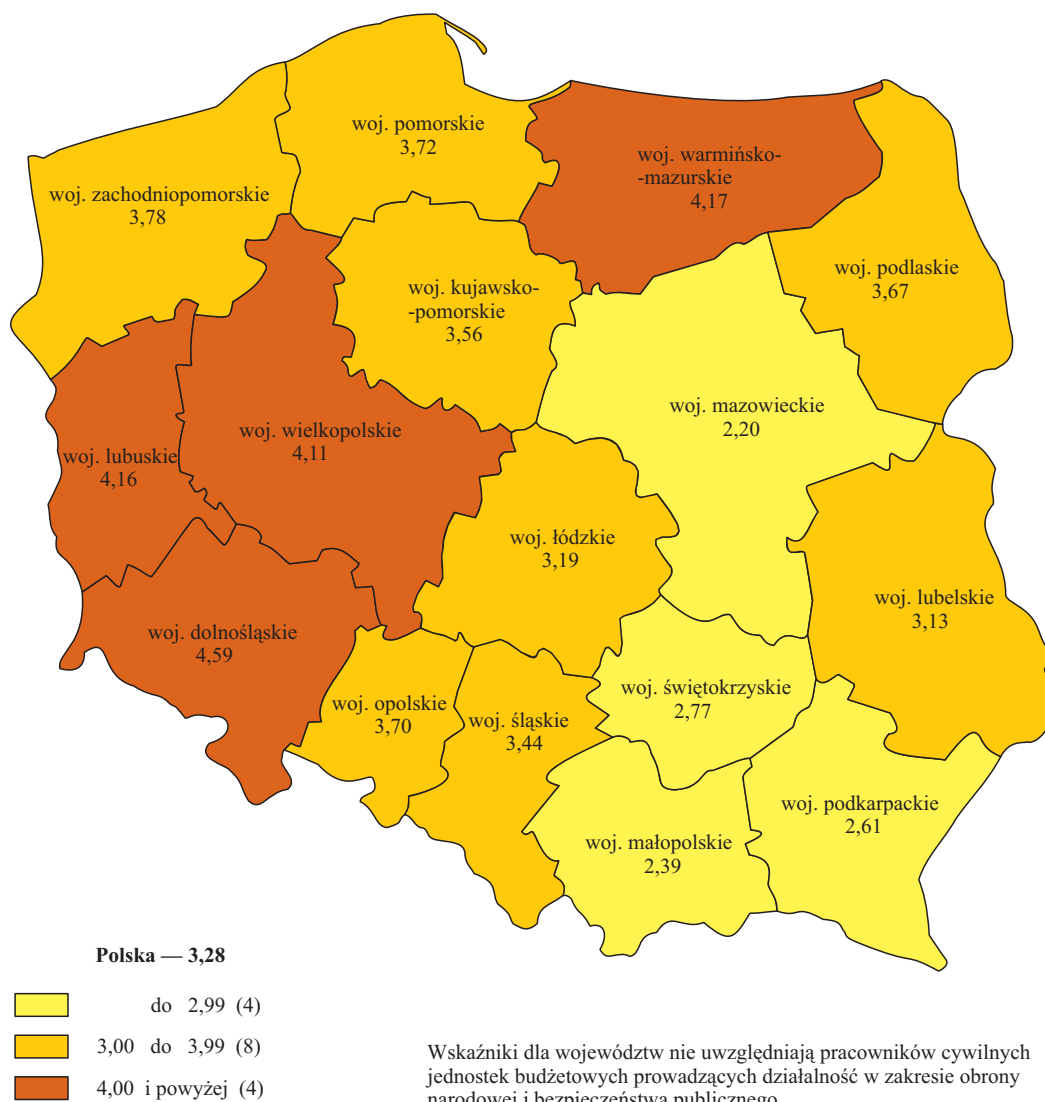 woj. pomorskie
3,72
woj. warmińsko-
-mazurskie
4,17
woj. zachodniopomorskie
3,78
woj. podlaskie
3,67
woj. kujawsko-
-pomorskie
3,56
woj. mazowieckie
2,20
woj. wielkopolskie
4,11
woj. lubuskie
4,16
woj. łódzkie
3,19
woj. lubelskie
3,13
woj. dolnośląskie
4,59
woj. świętokrzyskie
2,77
woj. opolskie
3,70
woj. śląskie
3,44
woj. podkarpackie
2,61
woj. małopolskie
2,39
Polska — 3,28
do 2,99 (4)
3,00 do 3,99 (8)
4,00 i powyżej (4)
Wskaźniki dla województw nie uwzględniają pracowników cywilnych
jednostek budżetowych prowadzących działalność w zakresie obrony
narodowej i bezpieczeństwa publicznego